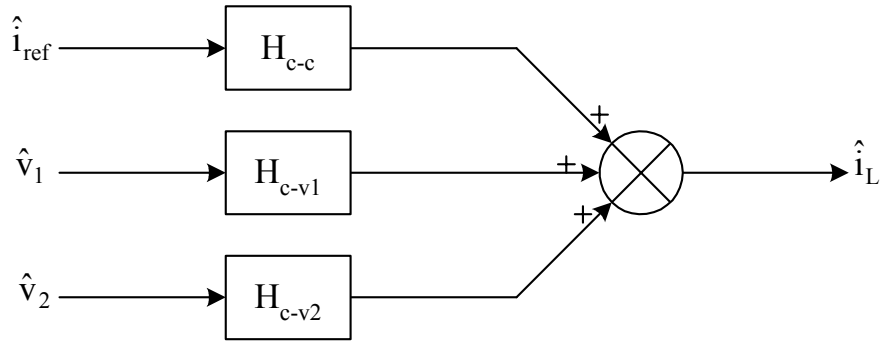 î_ref H_c-c
+
v̂_1 H_c-v1 + î_L
+
v̂_2 H_c-v2